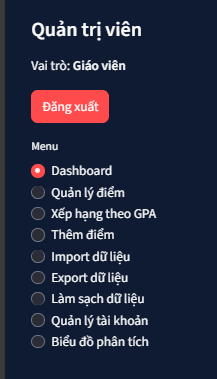 Quản trị viên
Vai trò: Giáo viên
Đăng xuất
Menu
Dashboard
Quản lý điểm
Xếp hạng theo GPA
Thêm điểm
Import dữ liệu
Export dữ liệu
Làm sạch dữ liệu
Quản lý tài khoản
Biểu đồ phân tích